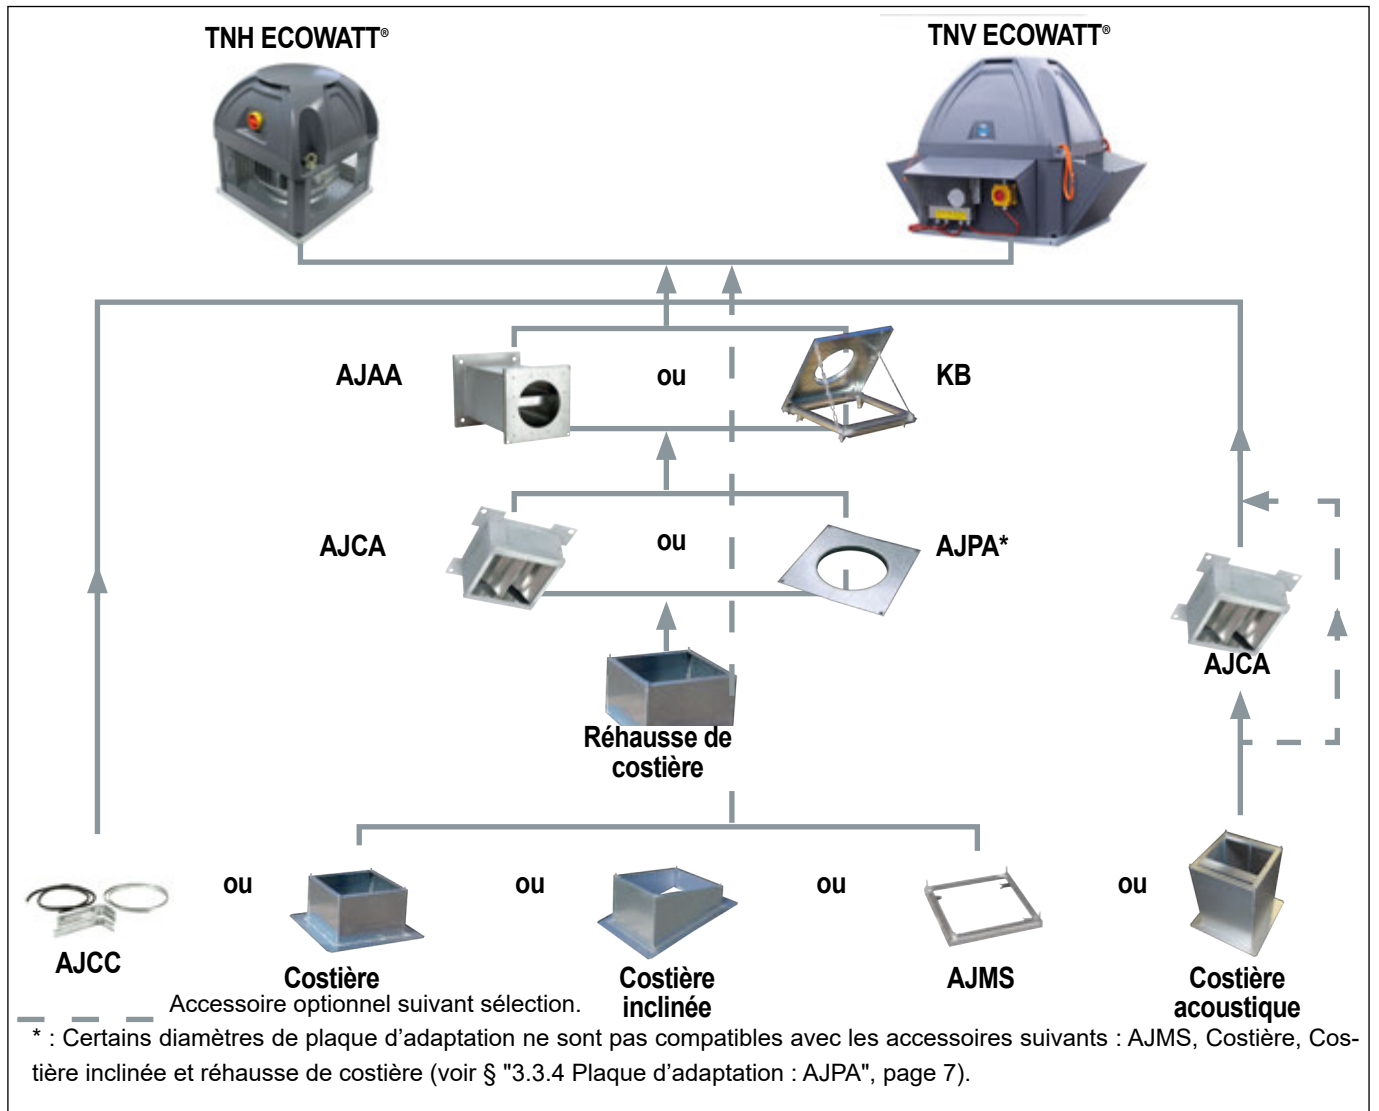 TNH ECOWATT®
TNV ECOWATT®
AJAA
ou
KB
AJCA
ou
AJPA*
AJCA
Réhausse de
costière
ou
ou
ou
ou
AJCC
Costière
Costière
inclinée
AJMS
Costière
acoustique
Accessoire optionnel suivant sélection.
* : Certains diamètres de plaque d’adaptation ne sont pas compatibles avec les accessoires suivants : AJMS, Costière, Cos-
tière inclinée et réhausse de costière (voir § "3.3.4 Plaque d’adaptation : AJPA", page 7).